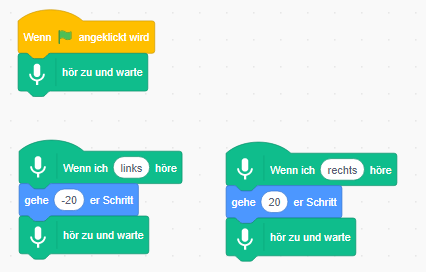 Wenn angeklickt wird
hör zu und warte
Wenn ich links höre
gehe -20 er Schritt
hör zu und warte
Wenn ich rechts höre
gehe 20 er Schritt
hör zu und warte